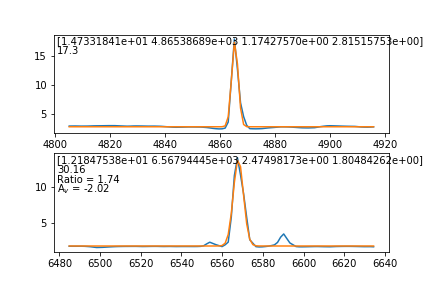 [1.47331841e+01 4.86538689e+03 1.17427570e+00 2.81515753e+00]
17.3
15
10
5
4800 4820 4840 4860 4880 4900 4920
[1.21847538e+01 6.56794445e+03 2.47498173e+00 1.80484262e+00]
30.16
Ratio = 1.74
Av = -2.02
10
5
6480 6500 6520 6540 6560 6580 6600 6620 6640